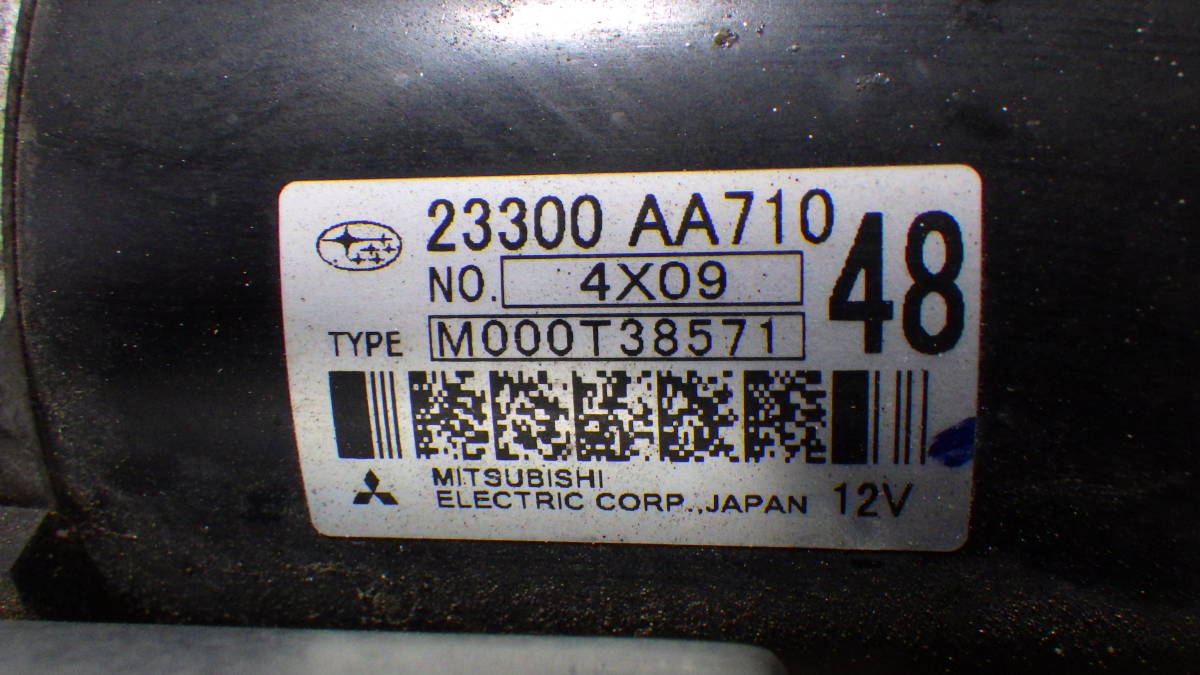 23300 AA710
48
NO. 4X09
TYPE M000T38571
MITSUBISHI
ELECTRIC CORP.,JAPAN 12V